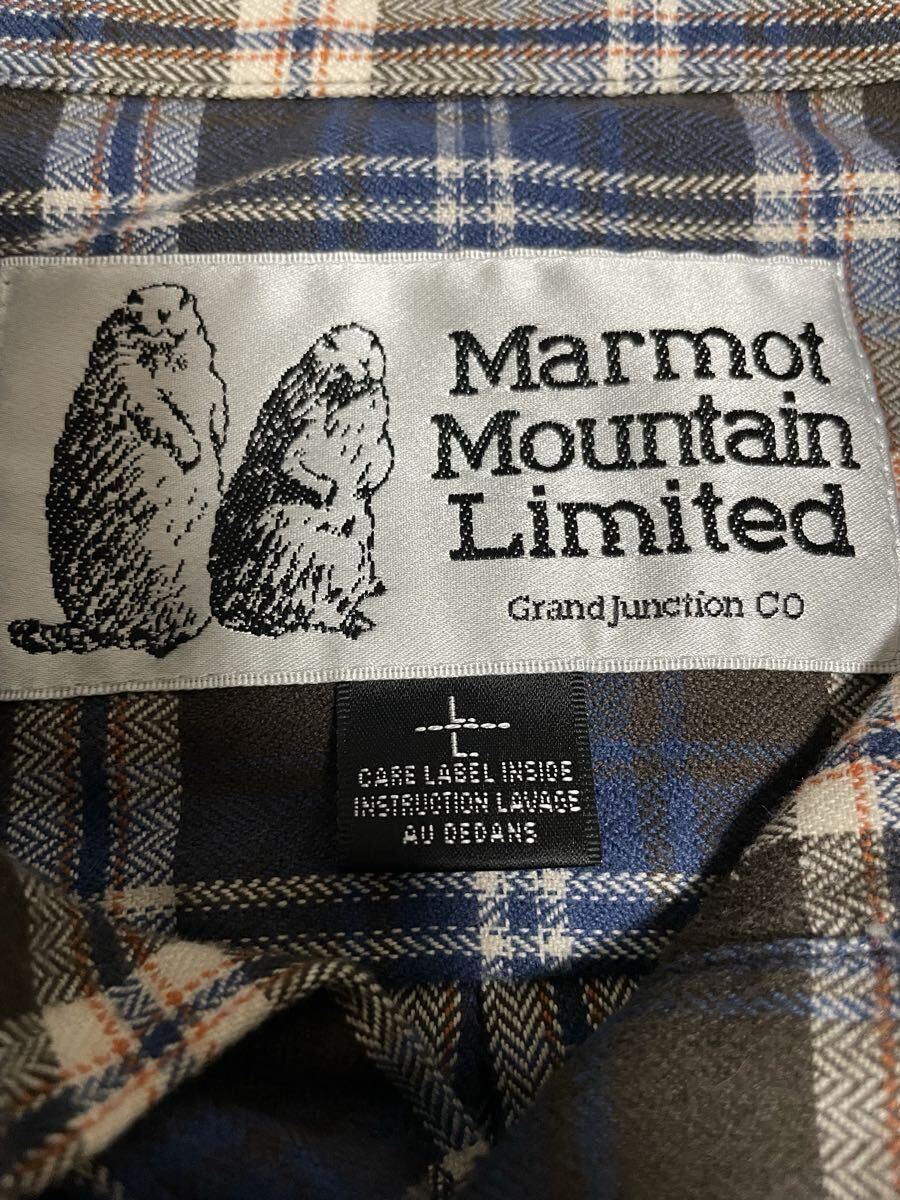 Marmot
Mountain
Limited
Grand Junction CO
L
L
CARE LABEL INSIDE
INSTRUCTION LAVAGE
AU DEDANS